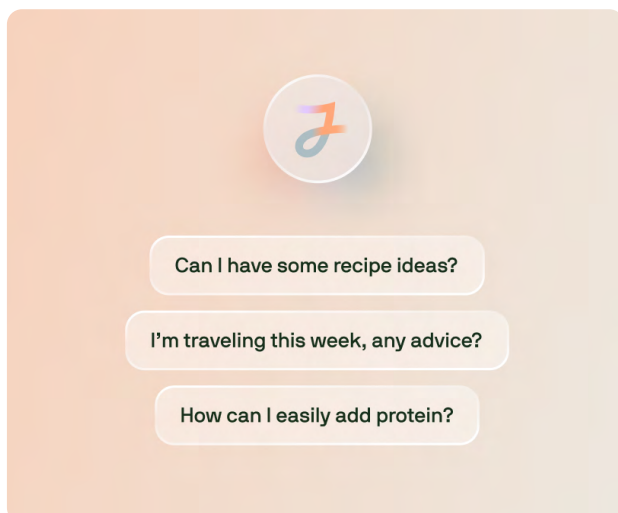 Can I have some recipe ideas?
I’m traveling this week, any advice?
How can I easily add protein?